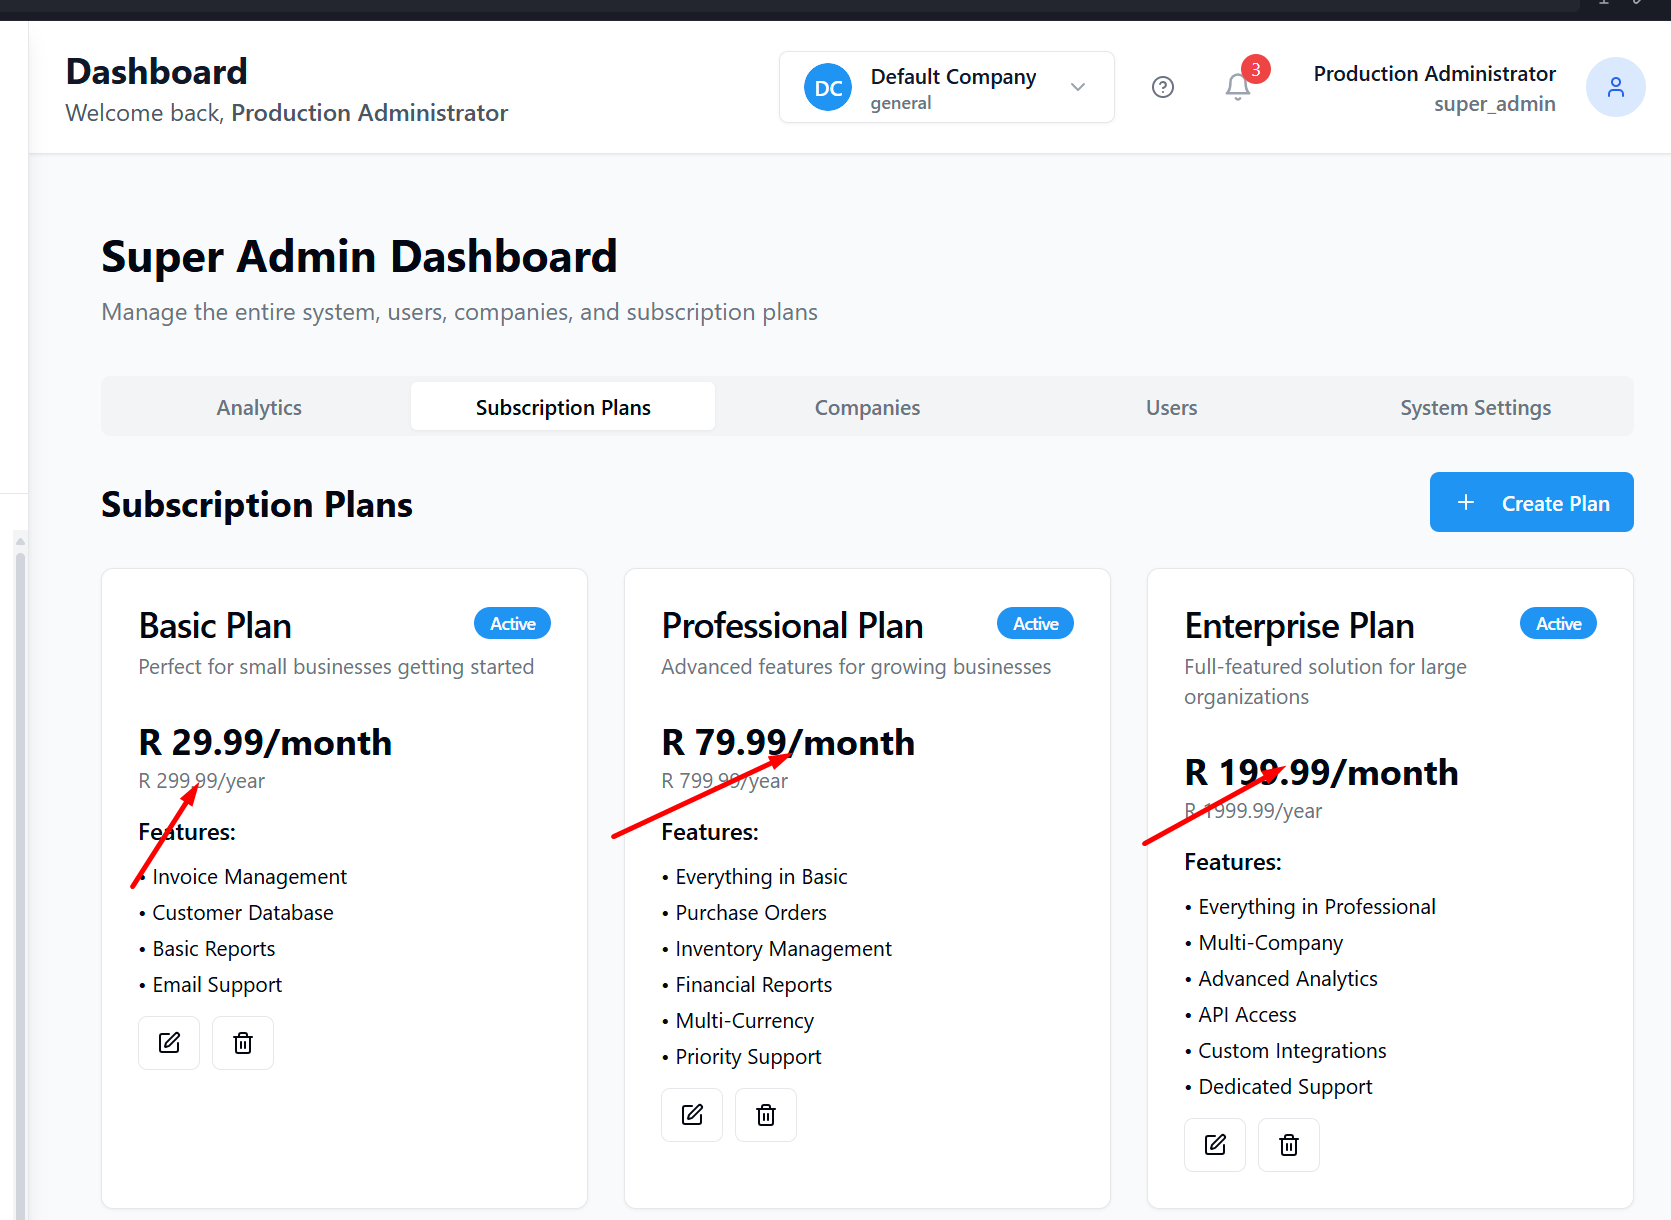 Dashboard
Welcome back, Production Administrator
DC
Default Company
general
3
Production Administrator
super_admin
Super Admin Dashboard
Manage the entire system, users, companies, and subscription plans
Analytics
Subscription Plans
Companies
Users
System Settings
Subscription Plans
+ Create Plan
Basic Plan
Active
Perfect for small businesses getting started
R 29.99/month
R 299.99/year
Features:
• Invoice Management
• Customer Database
• Basic Reports
• Email Support
Professional Plan
Active
Advanced features for growing businesses
R 79.99/month
R 799.99/year
Features:
• Everything in Basic
• Purchase Orders
• Inventory Management
• Financial Reports
• Multi-Currency
• Priority Support
Enterprise Plan
Active
Full-featured solution for large
organizations
R 199.99/month
R 1999.99/year
Features:
• Everything in Professional
• Multi-Company
• Advanced Analytics
• API Access
• Custom Integrations
• Dedicated Support